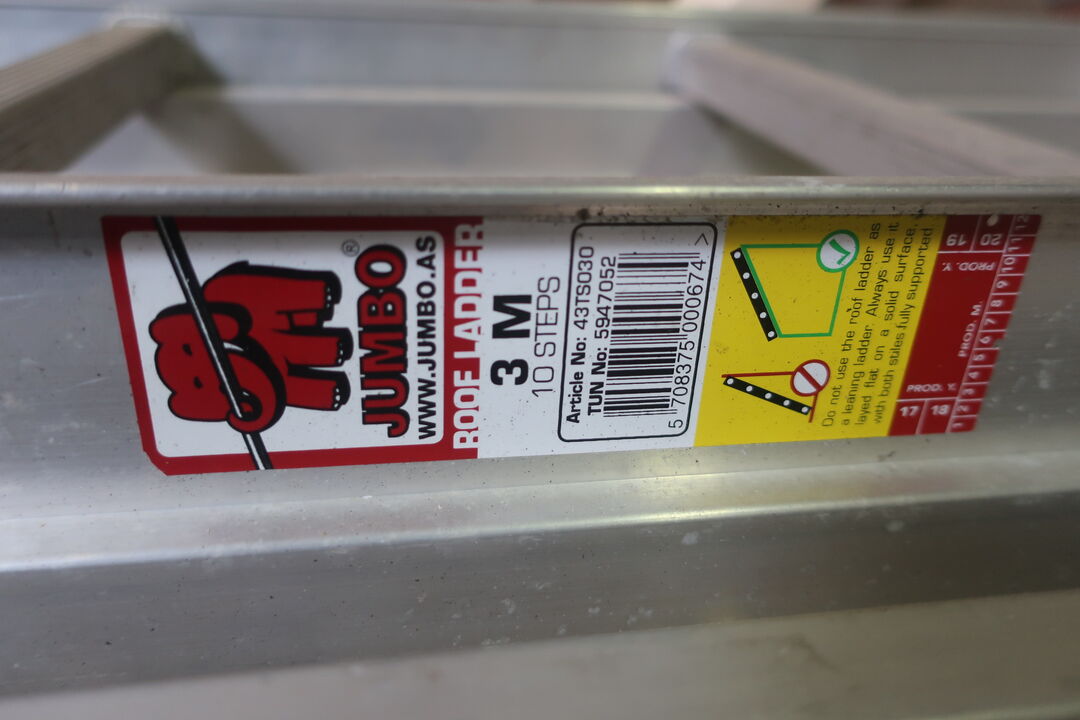 JUMBO®
WWW.JUMBO.AS
ROOF LADDER
3 M
10 STEPS
Article No: 43TS030
TUN No: 5947052
5 708375 000674 >
Do not use the roof ladder as
a leaning ladder. Always use it
layed flat on a solid surface,
with both stiles fully supported
PROD. Y.
17 18
PROD. Y.
19 20
PROD. M.
1 2 3 4 5 6 7 8 9 10 11 12